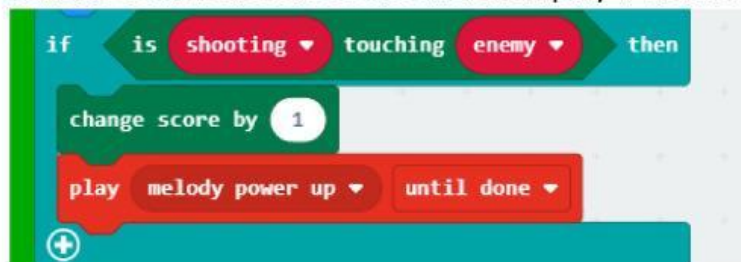 if is shooting touching enemy then
change score by 1
play melody power up until done